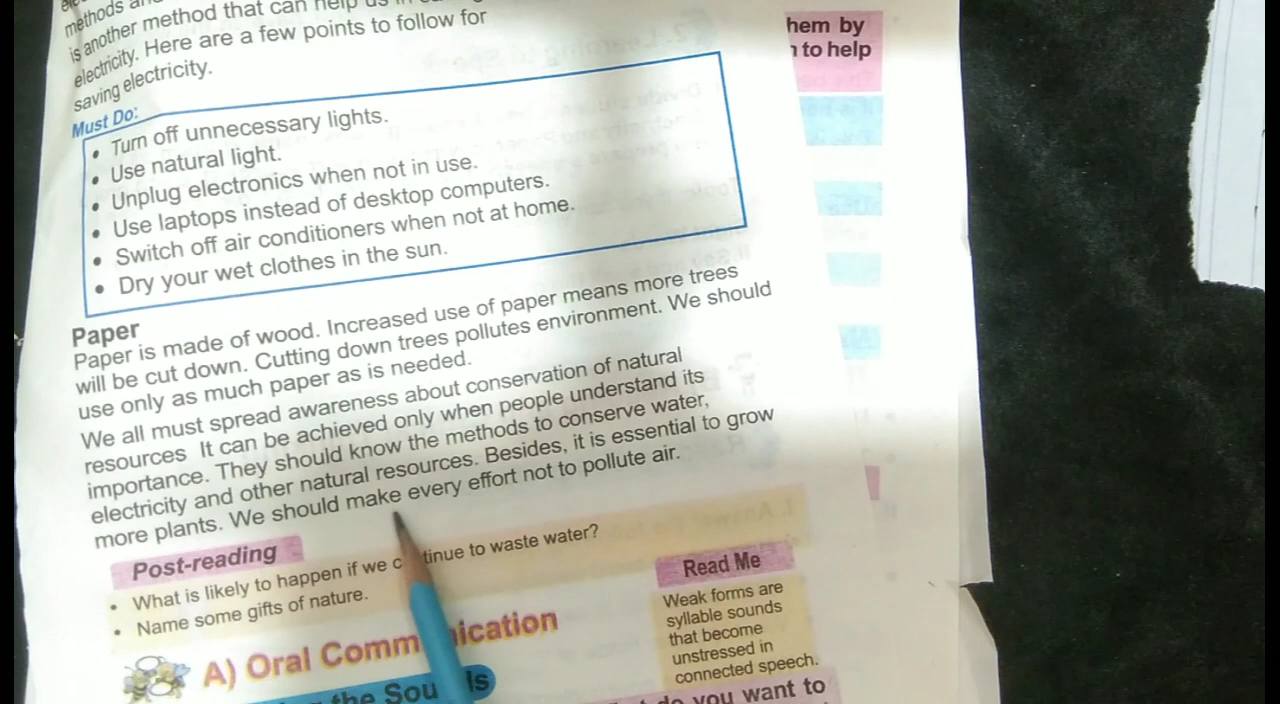 methods
is another method that can help us in
electricity. Here are a few points to follow for
saving electricity.
Must Do:
• Turn off unnecessary lights.
• Use natural light.
• Unplug electronics when not in use.
• Use laptops instead of desktop computers.
• Switch off air conditioners when not at home.
• Dry your wet clothes in the sun.
Paper
Paper is made of wood. Increased use of paper means more trees
will be cut down. Cutting down trees pollutes environment. We should
use only as much paper as is needed.
We all must spread awareness about conservation of natural
resources It can be achieved only when people understand its
importance. They should know the methods to conserve water,
electricity and other natural resources. Besides, it is essential to grow
more plants. We should make every effort not to pollute air.
Post-reading
• What is likely to happen if we continue to waste water?
• Name some gifts of nature.
Read Me
Weak forms are
syllable sounds
that become
unstressed in
connected speech.
A) Oral Communication
the Sounds
do you want to
hem by
to help